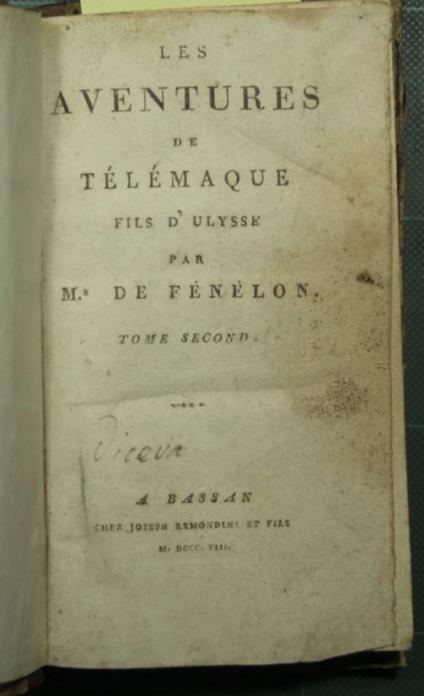 LES
AVENTURES
DE
TÉLÉMAQUE
FILS D'ULYSSE
PAR
M.R DE FÉNÉLON.
TOME SECOND.
A BASSAN
CHEZ JOSEPH REMONDINI ET FILS
M. DCCC. VIII.